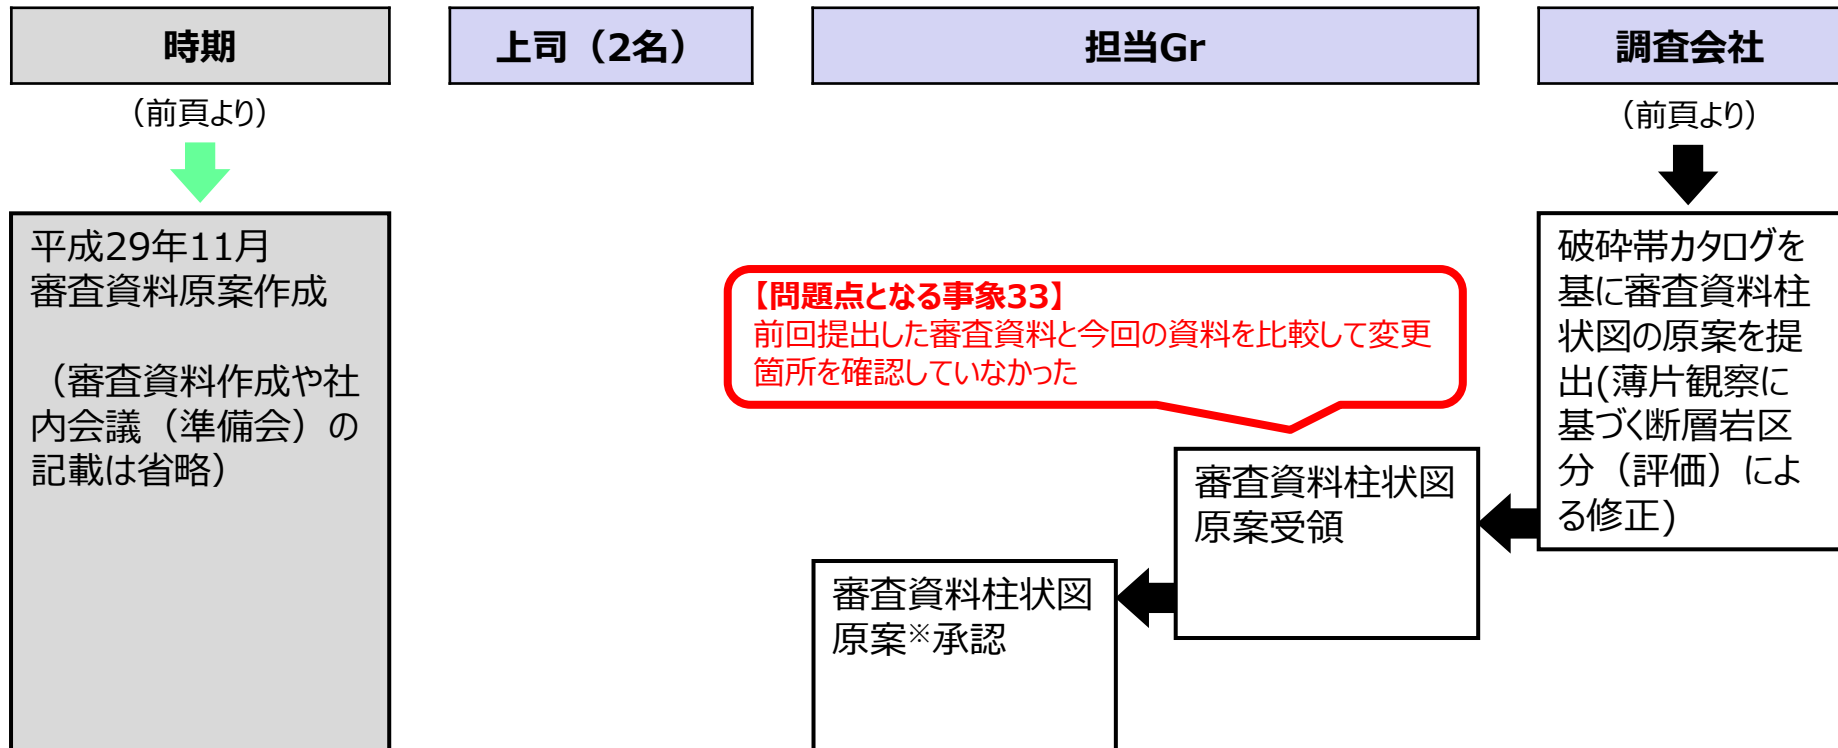 時期
上司（2名）
担当Gr
調査会社
（前頁より）
（前頁より）
平成29年11月
審査資料原案作成
（審査資料作成や社
内会議（準備会）の
記載は省略）
【問題点となる事象33】
前回提出した審査資料と今回の資料を比較して変更
箇所を確認していなかった
破砕帯カタログを
基に審査資料柱
状図の原案を提
出(薄片観察に
基づく断層岩区
分（評価）によ
る修正)
審査資料柱状図
原案受領
審査資料柱状図
原案※承認